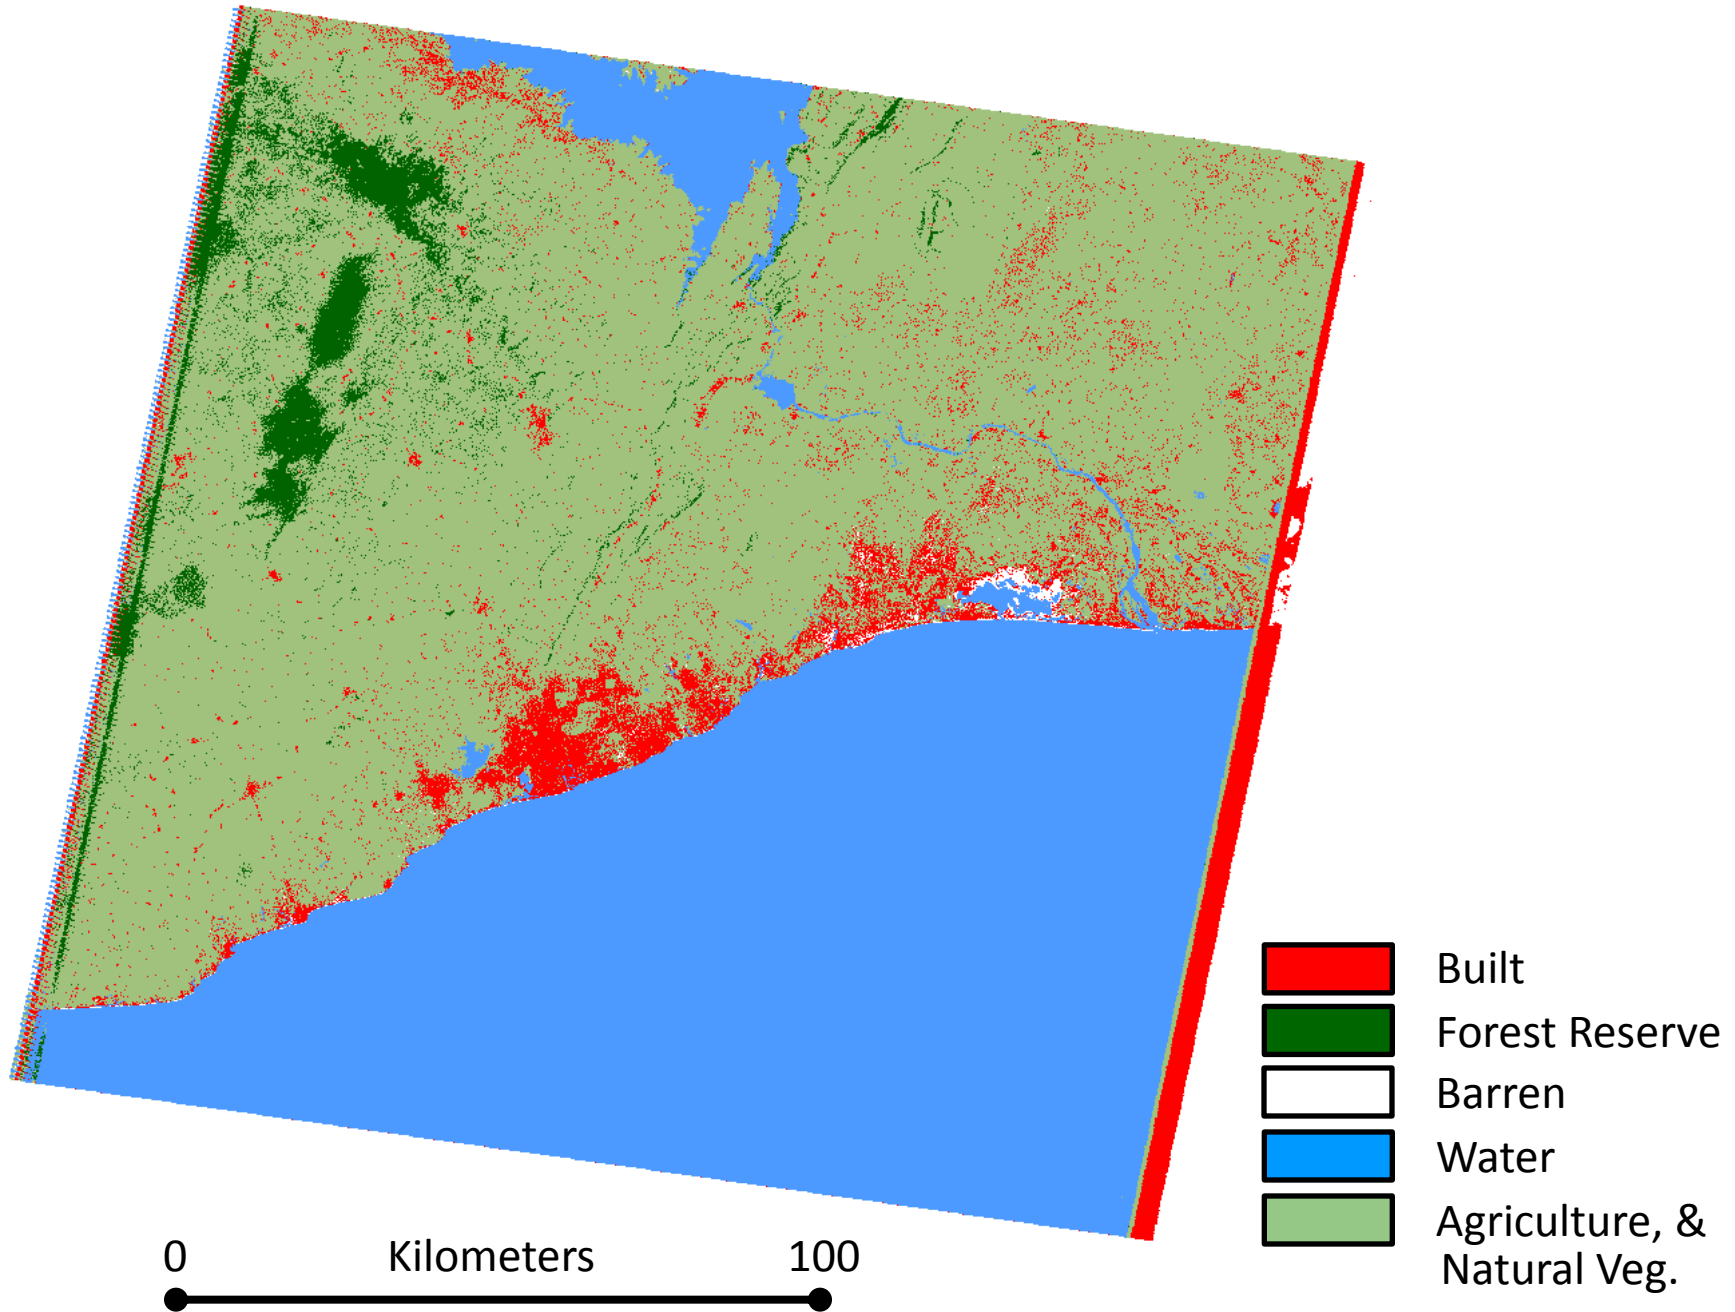 Built
Forest Reserve
Barren
Water
Agriculture, &
Natural Veg.
0 Kilometers 100